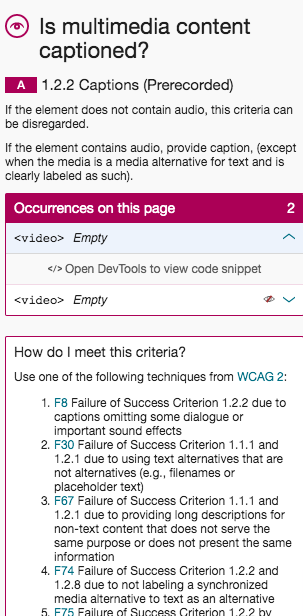 Is multimedia content
captioned?
A 1.2.2 Captions (Prerecorded)
If the element does not contain audio, this criteria can
be disregarded.
If the element contains audio, provide caption, (except
when the media is a media alternative for text and is
clearly labeled as such).
Occurrences on this page 2
<video> Empty
</> Open DevTools to view code snippet
<video> Empty
How do I meet this criteria?
Use one of the following techniques from WCAG 2:
1. F8 Failure of Success Criterion 1.2.2 due to
captions omitting some dialogue or
important sound effects
2. F30 Failure of Success Criterion 1.1.1 and
1.2.1 due to using text alternatives that are
not alternatives (e.g., filenames or
placeholder text)
3. F67 Failure of Success Criterion 1.1.1 and
1.2.1 due to providing long descriptions for
non-text content that does not serve the
same purpose or does not present the same
information
4. F74 Failure of Success Criterion 1.2.2 and
1.2.8 due to not labeling a synchronized
media alternative to text as an alternative
5. F75 Failure of Success Criterion 1.2.2 by